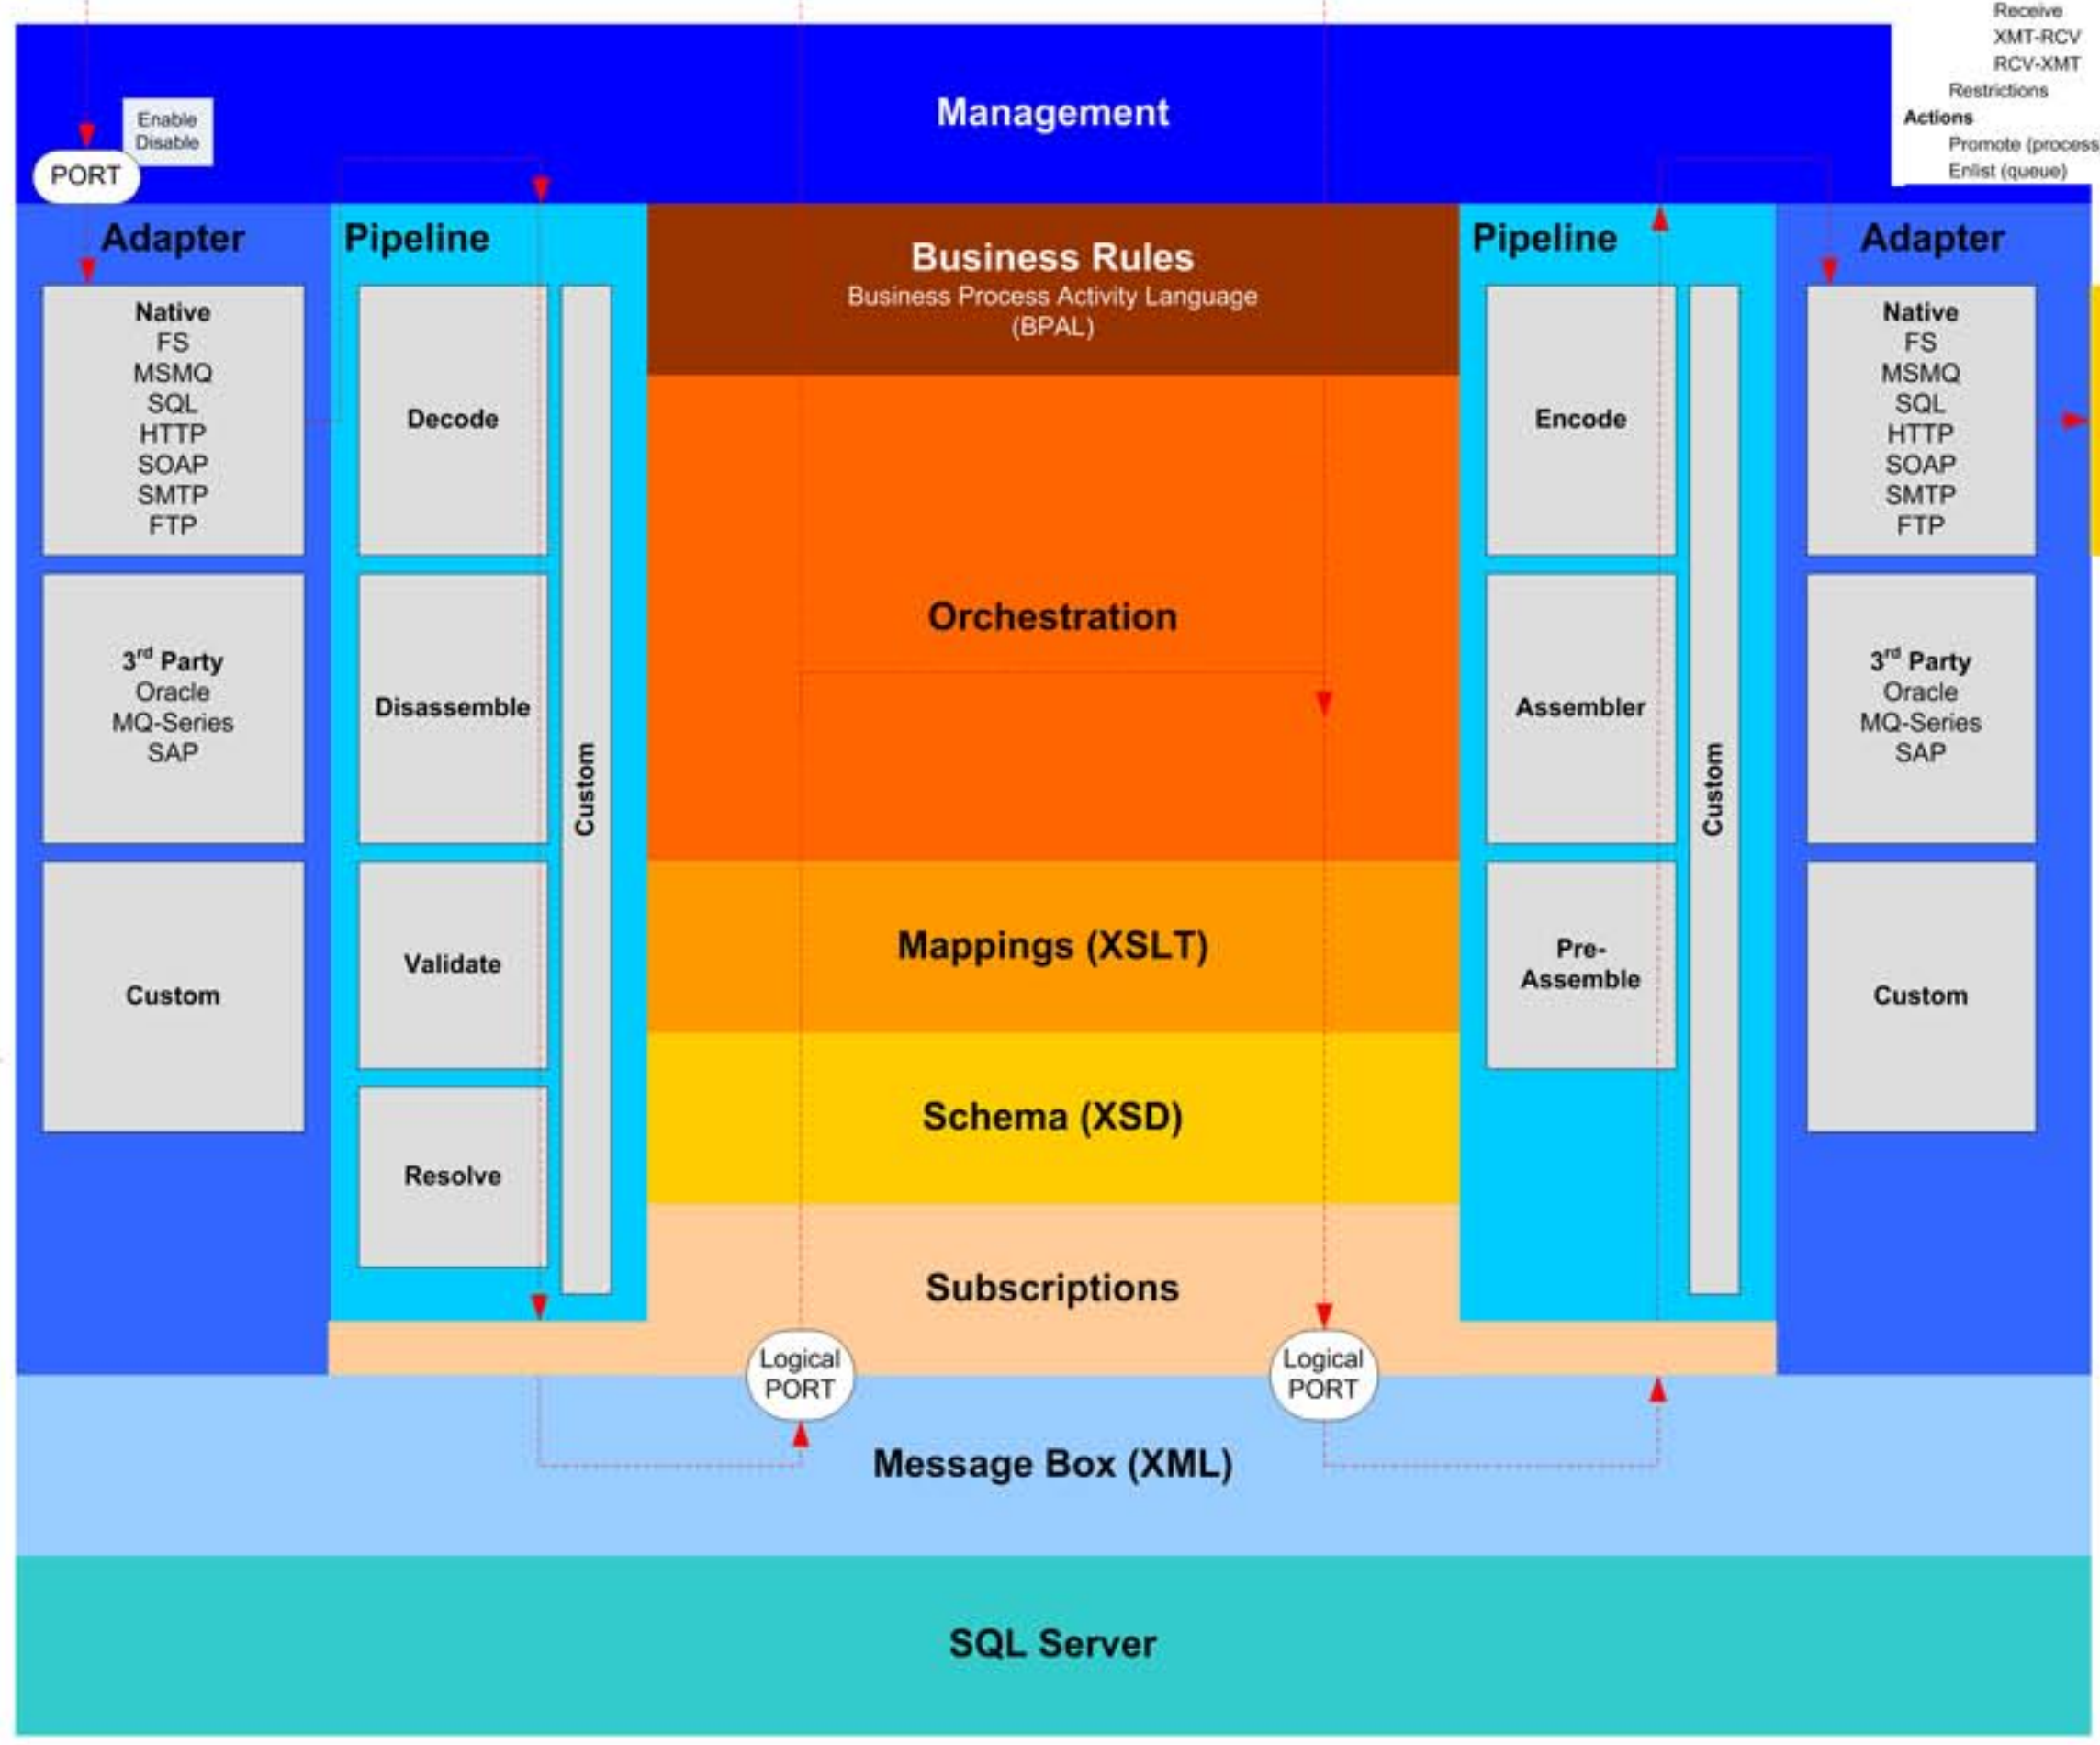 Receive
XMT-RCV
RCV-XMT
Restrictions
Actions
Promote (process
Enlist (queue)
Management
Enable
Disable
PORT
Adapter
Native
FS
MSMQ
SQL
HTTP
SOAP
SMTP
FTP
3rd Party
Oracle
MQ-Series
SAP
Custom
Pipeline
Decode
Disassemble
Validate
Resolve
Custom
Business Rules
Business Process Activity Language
(BPAL)
Orchestration
Mappings (XSLT)
Schema (XSD)
Subscriptions
Logical
PORT
Logical
PORT
Pipeline
Encode
Assembler
Pre-
Assemble
Custom
Adapter
Native
FS
MSMQ
SQL
HTTP
SOAP
SMTP
FTP
3rd Party
Oracle
MQ-Series
SAP
Custom
Message Box (XML)
SQL Server